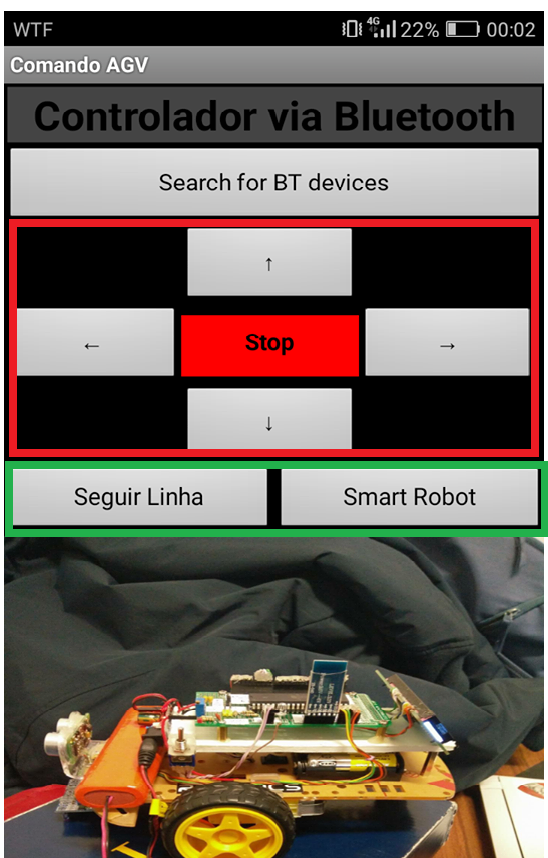 WTF 4G 22% 00:02
Comando AGV
Controlador via Bluetooth
Search for BT devices
↑
← Stop →
↓
Seguir Linha Smart Robot